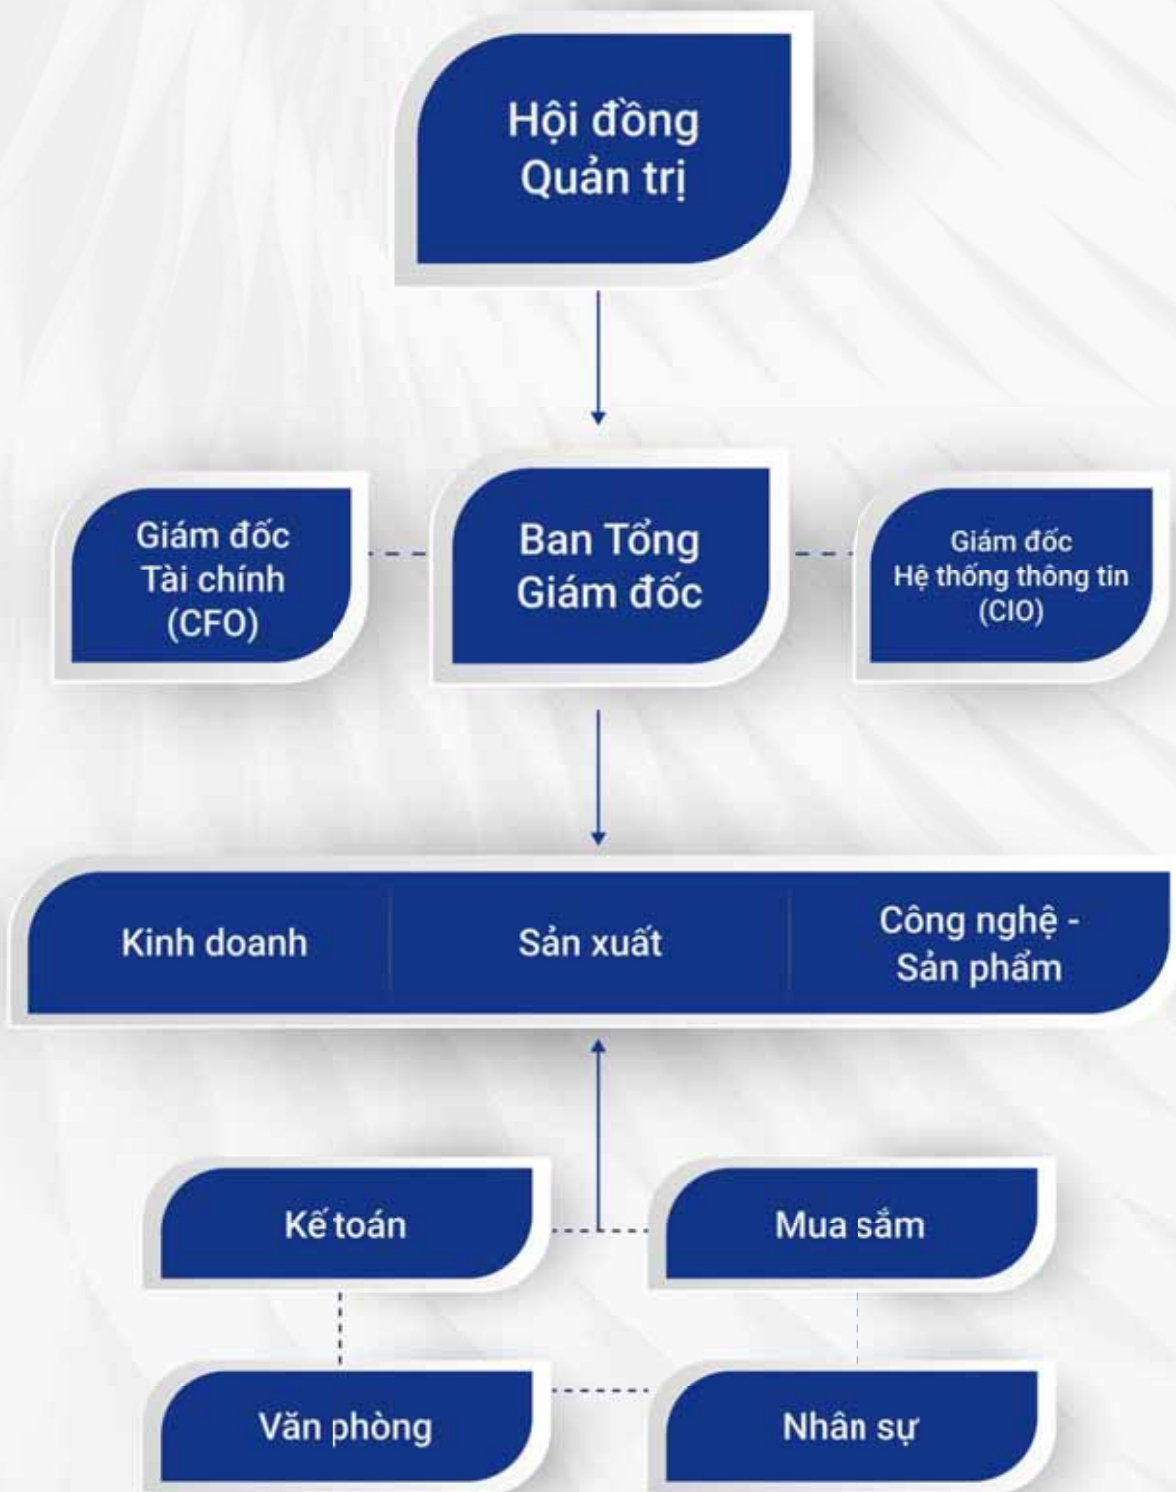 Hội đồng
Quản trị
Giám đốc
Tài chính
(CFO)
Ban Tổng
Giám đốc
Giám đốc
Hệ thống thông tin
(CIO)
Kinh doanh
Sản xuất
Công nghệ -
Sản phẩm
Kế toán
Mua sắm
Văn phòng
Nhân sự